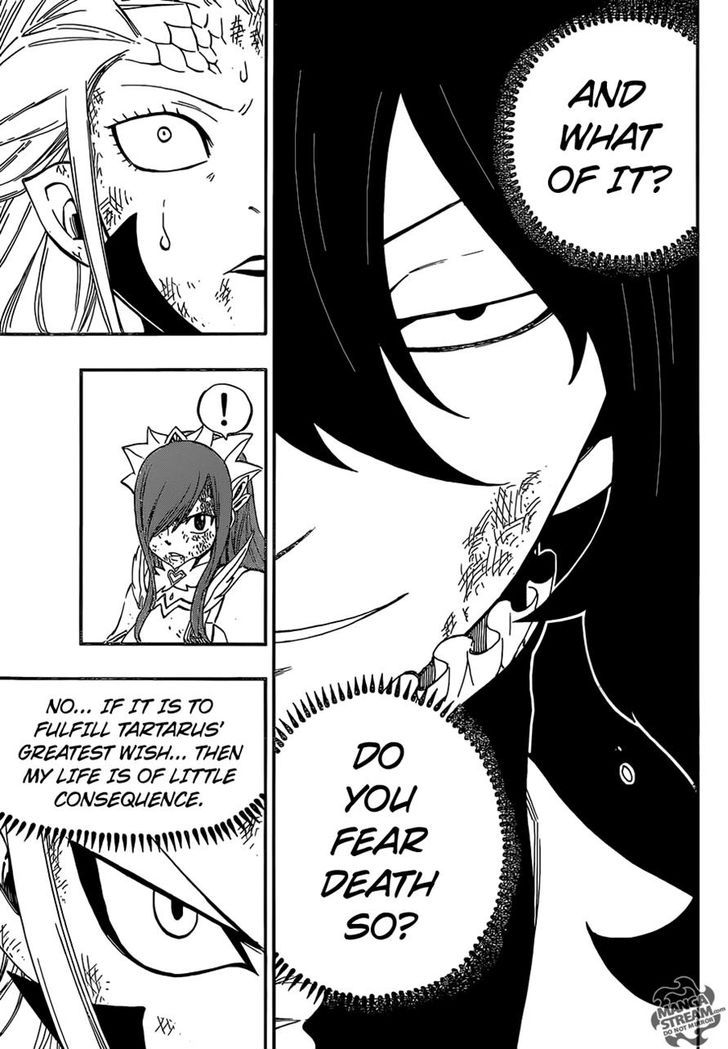 AND
WHAT
OF IT?
DO
YOU
FEAR
DEATH
SO?
!
NO... IF IT IS TO
FULFILL TARTARUS'
GREATEST WISH... THEN
MY LIFE IS OF LITTLE
CONSEQUENCE.
MANGA
STREAM.com
DO NOT MIRROR!